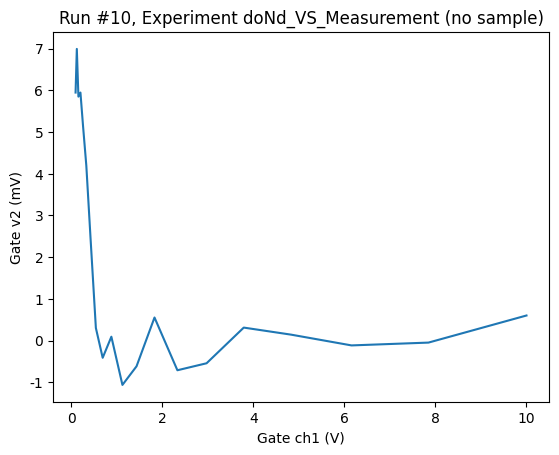 Run #10, Experiment doNd_VS_Measurement (no sample)
7
6
5
4
3
2
1
0
-1
Gate v2 (mV)
0 2 4 6 8 10
Gate ch1 (V)